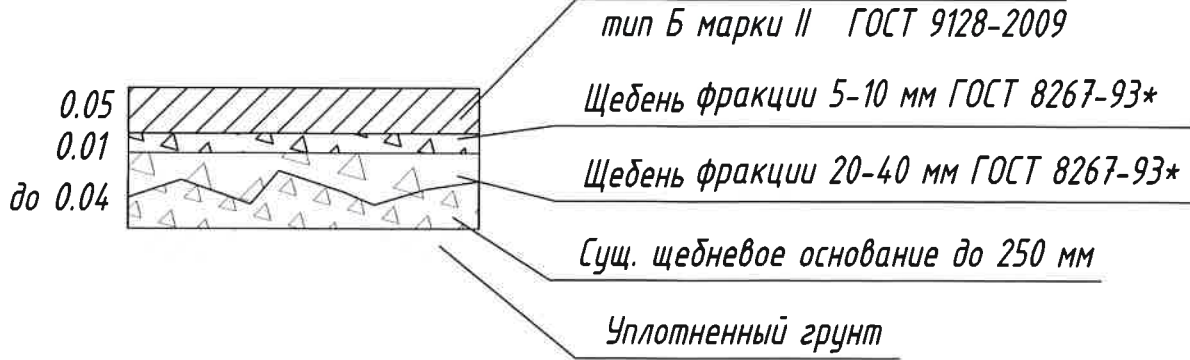 тип Б марки II ГОСТ 9128-2009
0.05
Щебень фракции 5-10 мм ГОСТ 8267-93*
0.01
до 0.04
Щебень фракции 20-40 мм ГОСТ 8267-93*
Сущ. щебневое основание до 250 мм
Уплотненный грунт